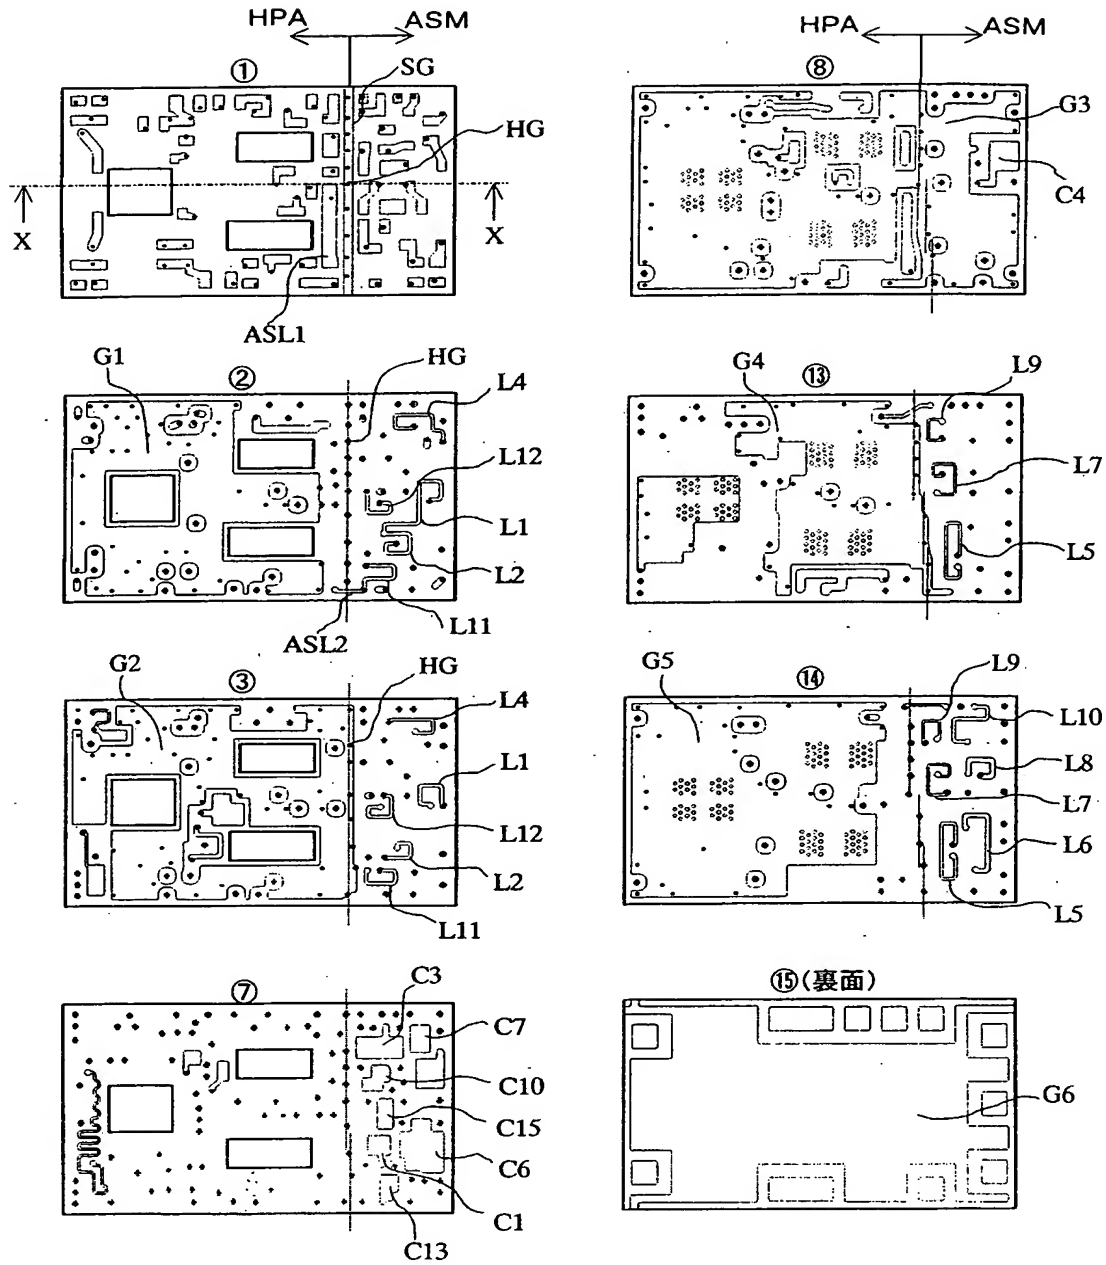 HPA ASM
①
SG
HG
X X
ASL1
G1
②
HG
L4
L12
L1
L2
L11
ASL2
G2
③
HG
L4
L1
L12
L2
L11
⑦
C3
C7
C10
C15
C6
C1
C13
HPA ASM
⑧
G3
C4
G4
⑬
L9
L7
L5
G5
⑭
L9
L10
L8
L7
L6
L5
⑮(裏面)
G6